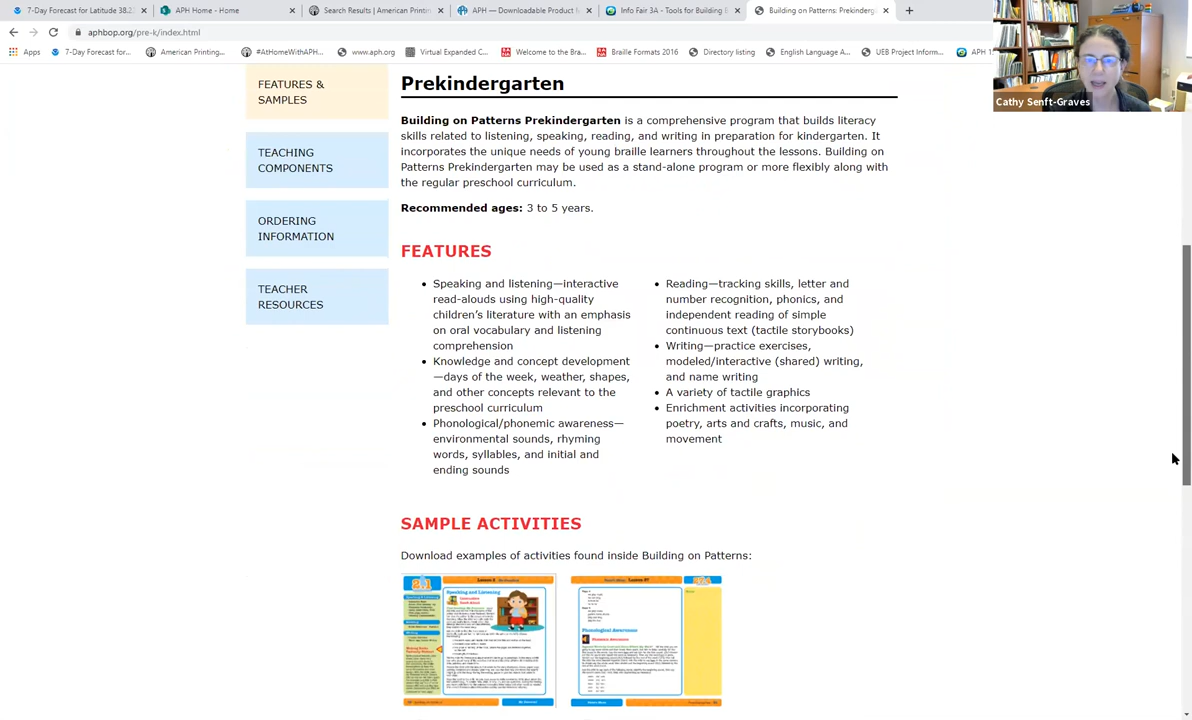 7-Day Forecast for Latitude 38.2
APH Home - Home
Search Results | American Printin
APH — Downloadable Product
Info Fair 3A - Tools for Building B
Building on Patterns: Prekinderga
aphbop.org/pre-k/index.html
Apps
7-Day Forecast for...
American Printing...
#AtHomeWithAPH...
www.aph.org
Virtual Expanded C...
Welcome to the Bra...
Braille Formats 2016
Directory listing
English Language A...
UEB Project Inform...
Cathy Senft-Graves
FEATURES &
SAMPLES
TEACHING
COMPONENTS
ORDERING
INFORMATION
TEACHER
RESOURCES
Prekindergarten
Building on Patterns Prekindergarten is a comprehensive program that builds literacy
skills related to listening, speaking, reading, and writing in preparation for kindergarten. It
incorporates the unique needs of young braille learners throughout the lessons. Building on
Patterns Prekindergarten may be used as a stand-alone program or more flexibly along with
the regular preschool curriculum.
Recommended ages: 3 to 5 years.
FEATURES
• Speaking and listening—interactive
read-alouds using high-quality
children's literature with an emphasis
on oral vocabulary and listening
comprehension
• Knowledge and concept development
—days of the week, weather, shapes,
and other concepts relevant to the
preschool curriculum
• Phonological/phonemic awareness—
environmental sounds, rhyming
words, syllables, and initial and
ending sounds
• Reading—tracking skills, letter and
number recognition, phonics, and
independent reading of simple
continuous text (tactile storybooks)
• Writing—practice exercises,
modeled/interactive (shared) writing,
and name writing
• A variety of tactile graphics
• Enrichment activities incorporating
poetry, arts and crafts, music, and
movement
SAMPLE ACTIVITIES
Download examples of activities found inside Building on Patterns:
Speaking and Listening
Phonological Awareness